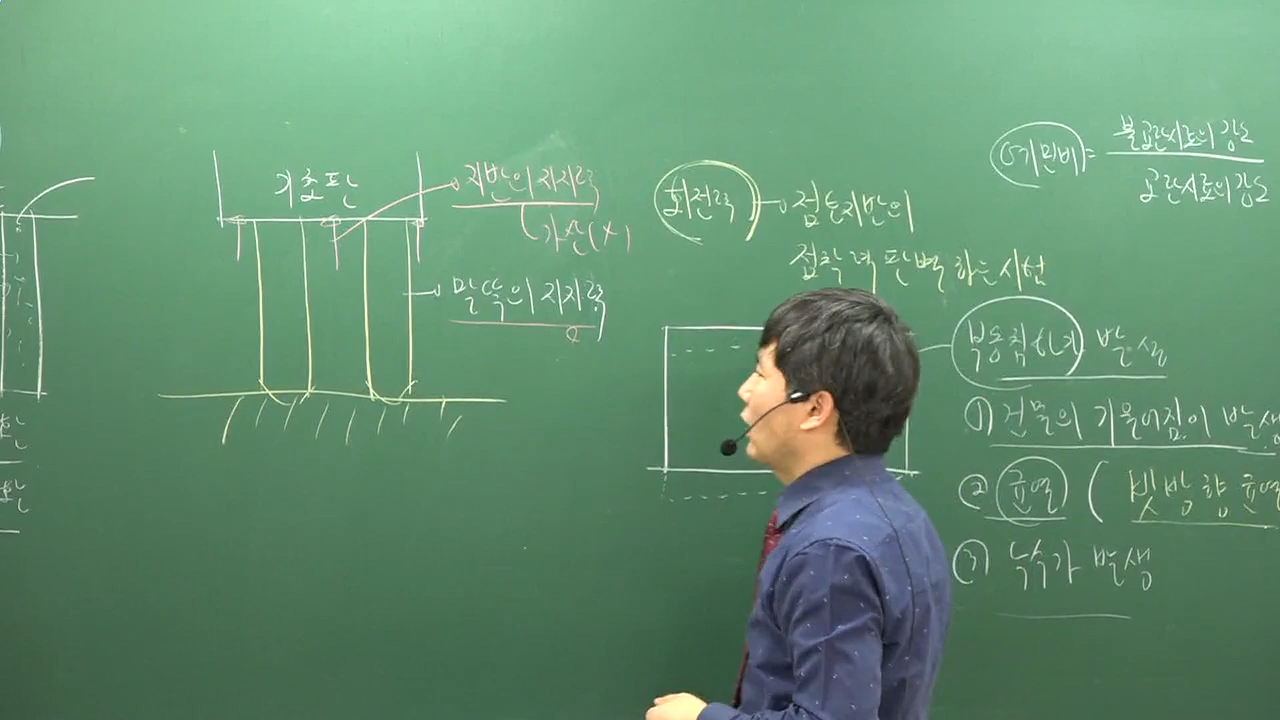 기초판
지반의 지지력
가산(X)
말뚝의 지지력
회전력
점토지반의
점착력 판별하는 시험
예민비 =
불교란시료의 강도
교란시료의 강도
부등침하 발생
① 건물의 기울어짐이 발생
② 균열 ( 빗방향 균열
③ 누수가 발생